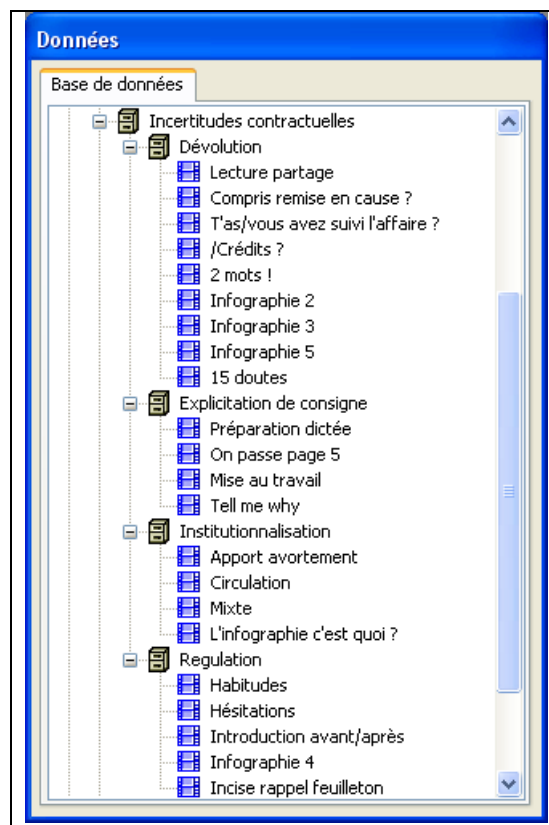 Données
Base de données
Incertitudes contractuelles
Dévolution
Lecture partage
Compris remise en cause ?
T'as/vous avez suivi l'affaire ?
/Crédits ?
2 mots !
Infographie 2
Infographie 3
Infographie 5
15 doutes
Explicitation de consigne
Préparation dictée
On passe page 5
Mise au travail
Tell me why
Institutionnalisation
Apport avortement
Circulation
Mixte
L'infographie c'est quoi ?
Regulation
Habitudes
Hésitations
Introduction avant/après
Infographie 4
Incise rappel feuilleton